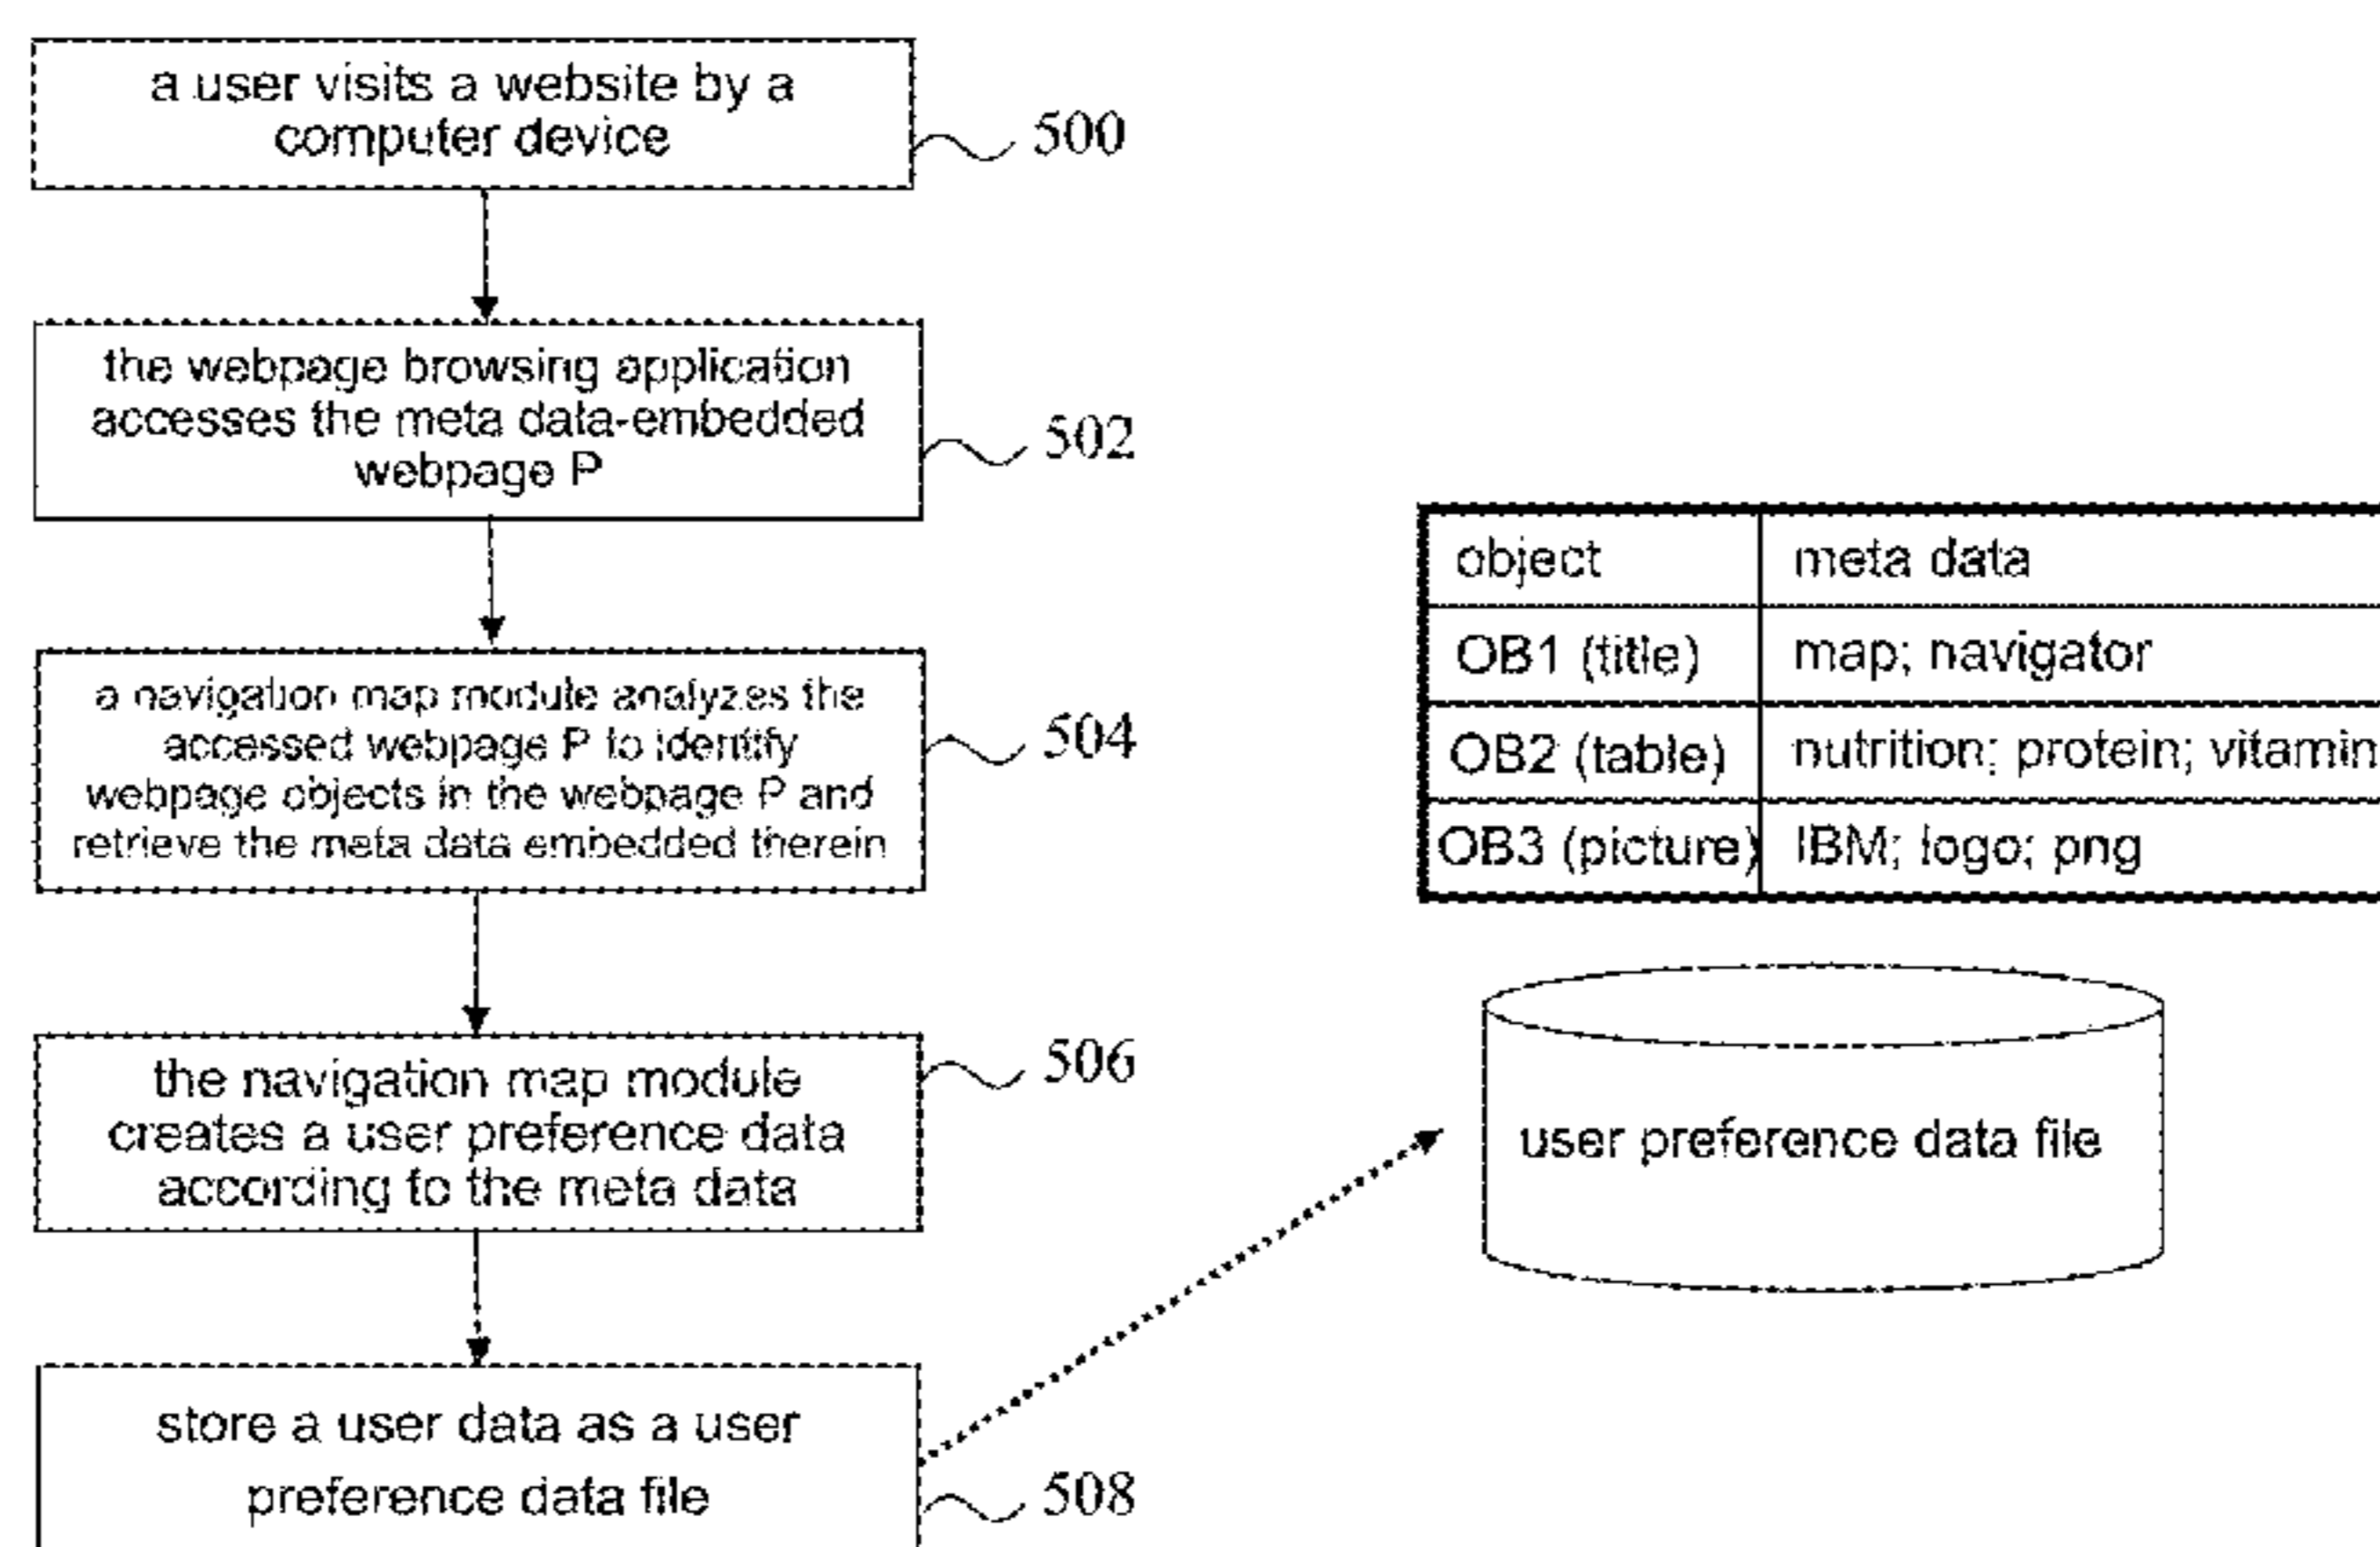 a user visits a website by a
computer device
500
the webpage browsing application
accesses the meta data-embedded
webpage P
502
a navigation map module analyzes the
accessed webpage P to identify
webpage objects in the webpage P and
retrieve the meta data embedded therein
504
the navigation map module
creates a user preference data
according to the meta data
506
store a user data as a user
preference data file
508
object meta data
OB1 (title) map; navigator
OB2 (table) nutrition; protein; vitamin
OB3 (picture) IBM; logo; png
user preference data file